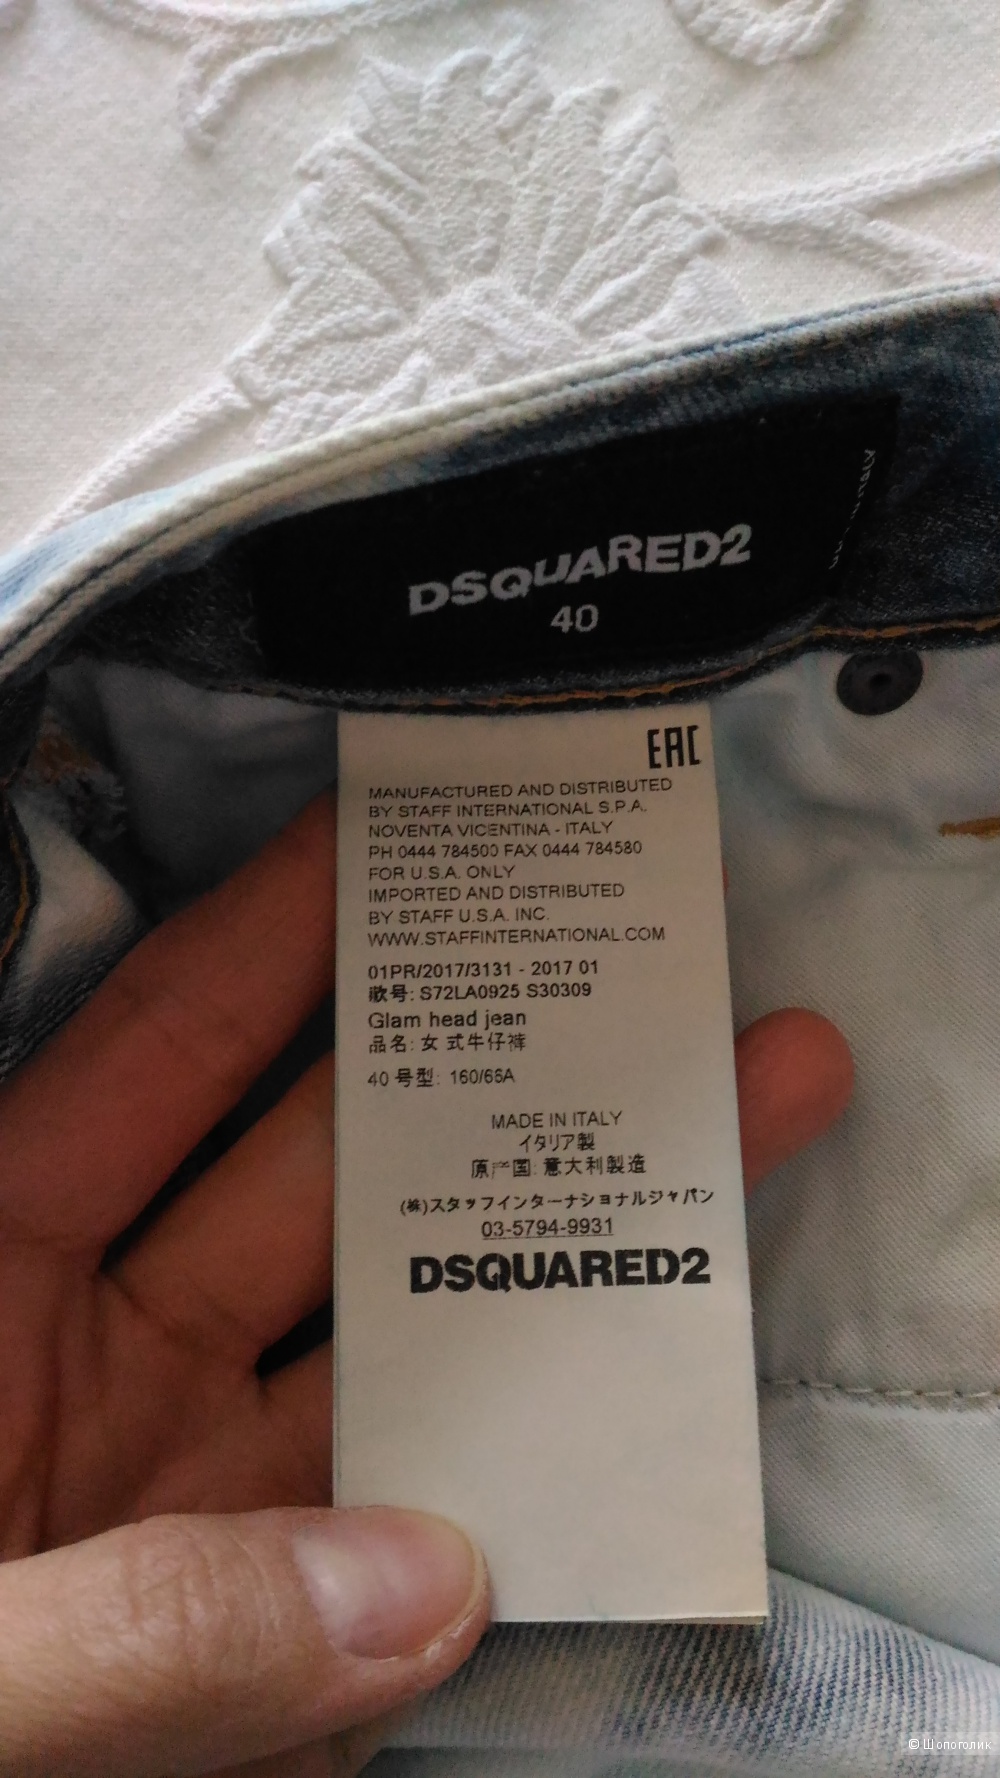 DSQUARED2
40
EAC
MANUFACTURED AND DISTRIBUTED
BY STAFF INTERNATIONAL S.P.A.
NOVENTA VICENTINA - ITALY
PH 0444 784500 FAX 0444 784580
FOR U.S.A. ONLY
IMPORTED AND DISTRIBUTED
BY STAFF U.S.A. INC.
WWW.STAFFINTERNATIONAL.COM
01PR/2017/3131 - 2017 01
款号: S72LA0925 S30309
Glam head jean
品名: 女 式牛仔裤
40 号型: 160/66A
MADE IN ITALY
イタリア製
原产国: 意大利製造
(株)スタッフインターナショナルジャパン
03-5794-9931
DSQUARED2
© Шопоголик